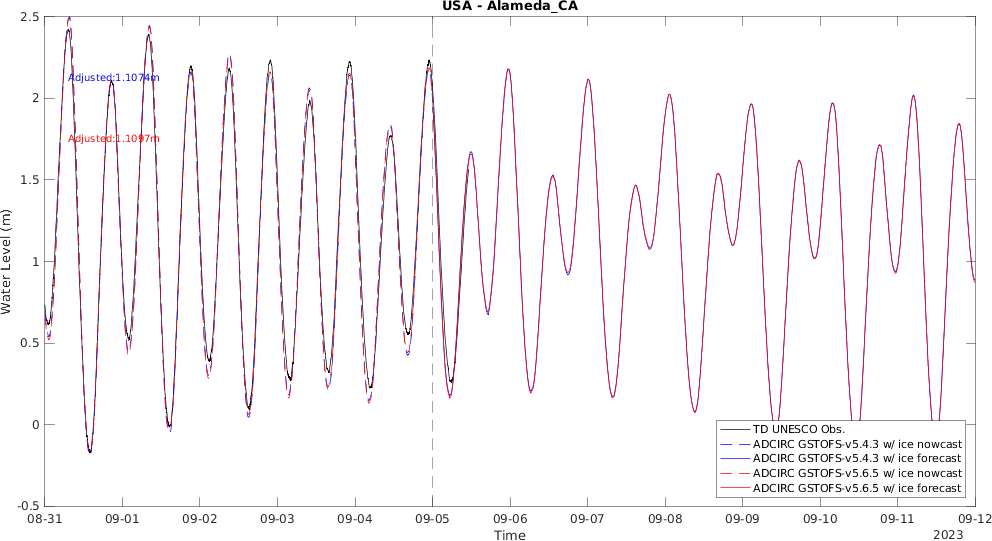 USA - Alameda_CA
2.5
2
1.5
1
0.5
0
-0.5
Water Level (m)
Adjusted:1.1074m
Adjusted:1.1097m
TD UNESCO Obs.
ADCIRC GSTOFS-v5.4.3 w/ ice nowcast
ADCIRC GSTOFS-v5.4.3 w/ ice forecast
ADCIRC GSTOFS-v5.6.5 w/ ice nowcast
ADCIRC GSTOFS-v5.6.5 w/ ice forecast
08-31 09-01 09-02 09-03 09-04 09-05 09-06 09-07 09-08 09-09 09-10 09-11 09-12
Time
2023